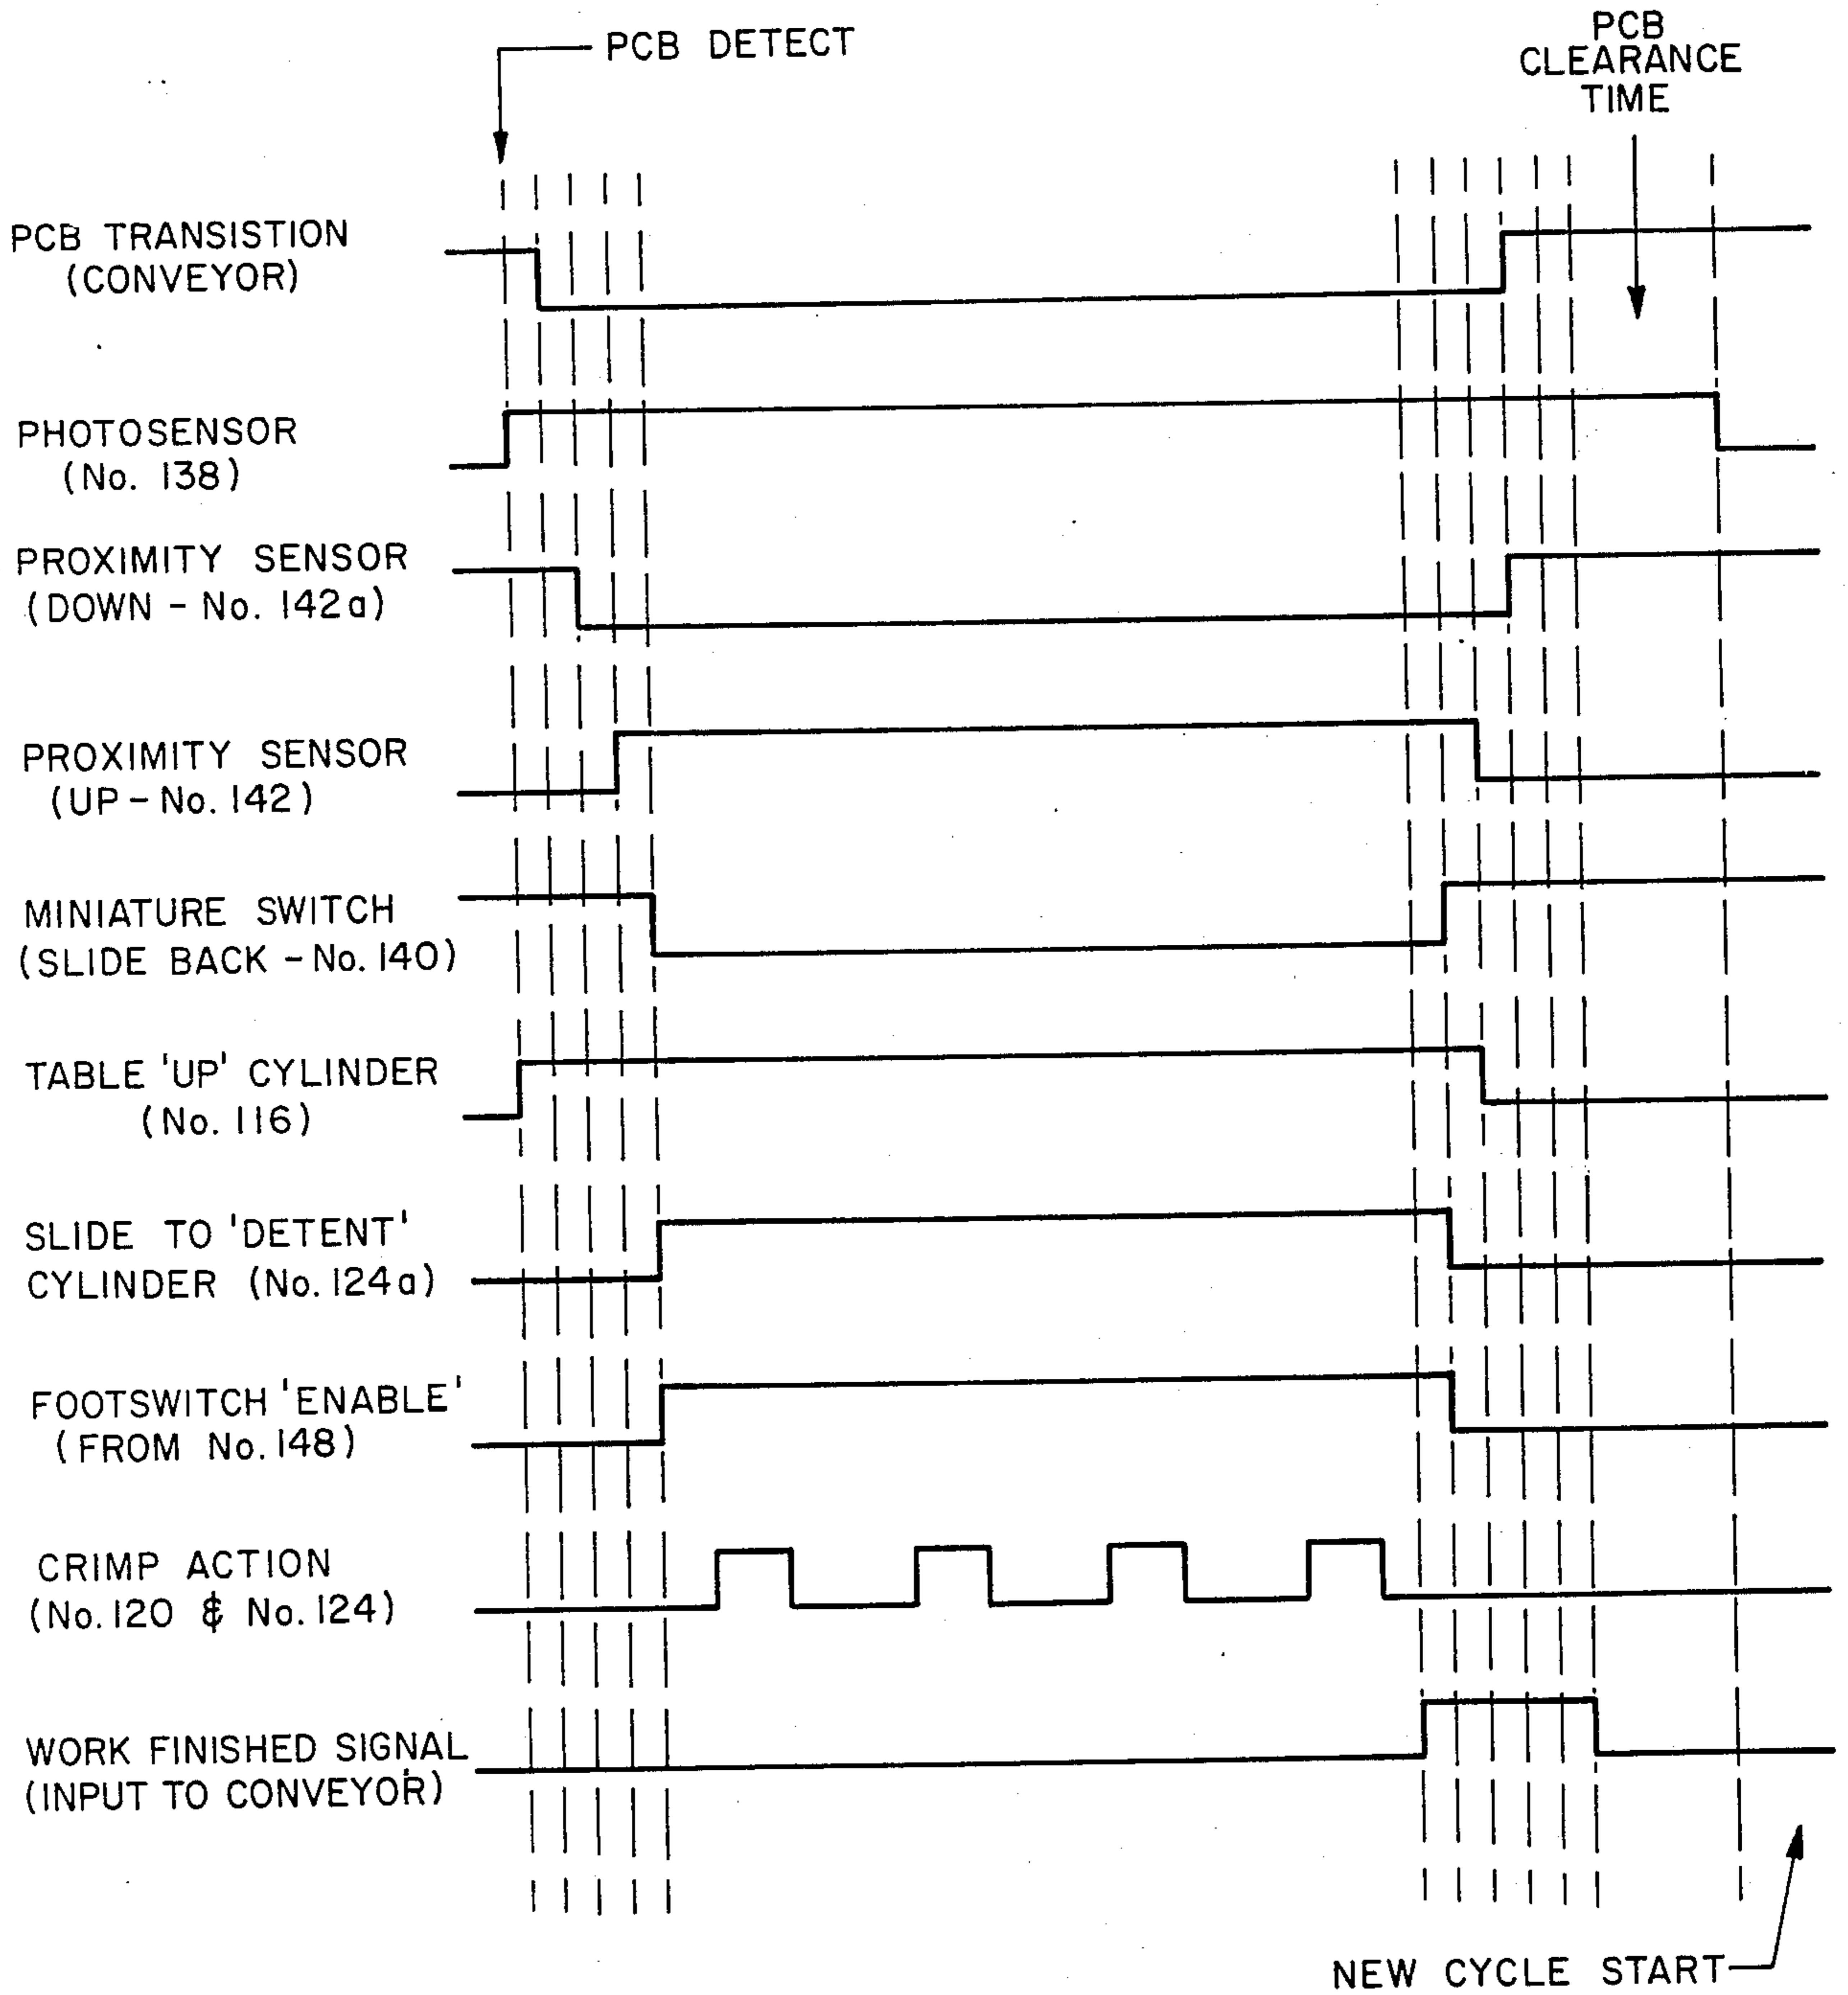 PCB DETECT
PCB
CLEARANCE
TIME
PCB TRANSISTION
(CONVEYOR)
PHOTOSENSOR
(No. 138)
PROXIMITY SENSOR
(DOWN - No. 142a)
PROXIMITY SENSOR
(UP - No. 142)
MINIATURE SWITCH
(SLIDE BACK - No. 140)
TABLE 'UP' CYLINDER
(No. 116)
SLIDE TO 'DETENT'
CYLINDER (No. 124a)
FOOTSWITCH 'ENABLE'
(FROM No. 148)
CRIMP ACTION
(No. 120 & No. 124)
WORK FINISHED SIGNAL
(INPUT TO CONVEYOR)
NEW CYCLE START